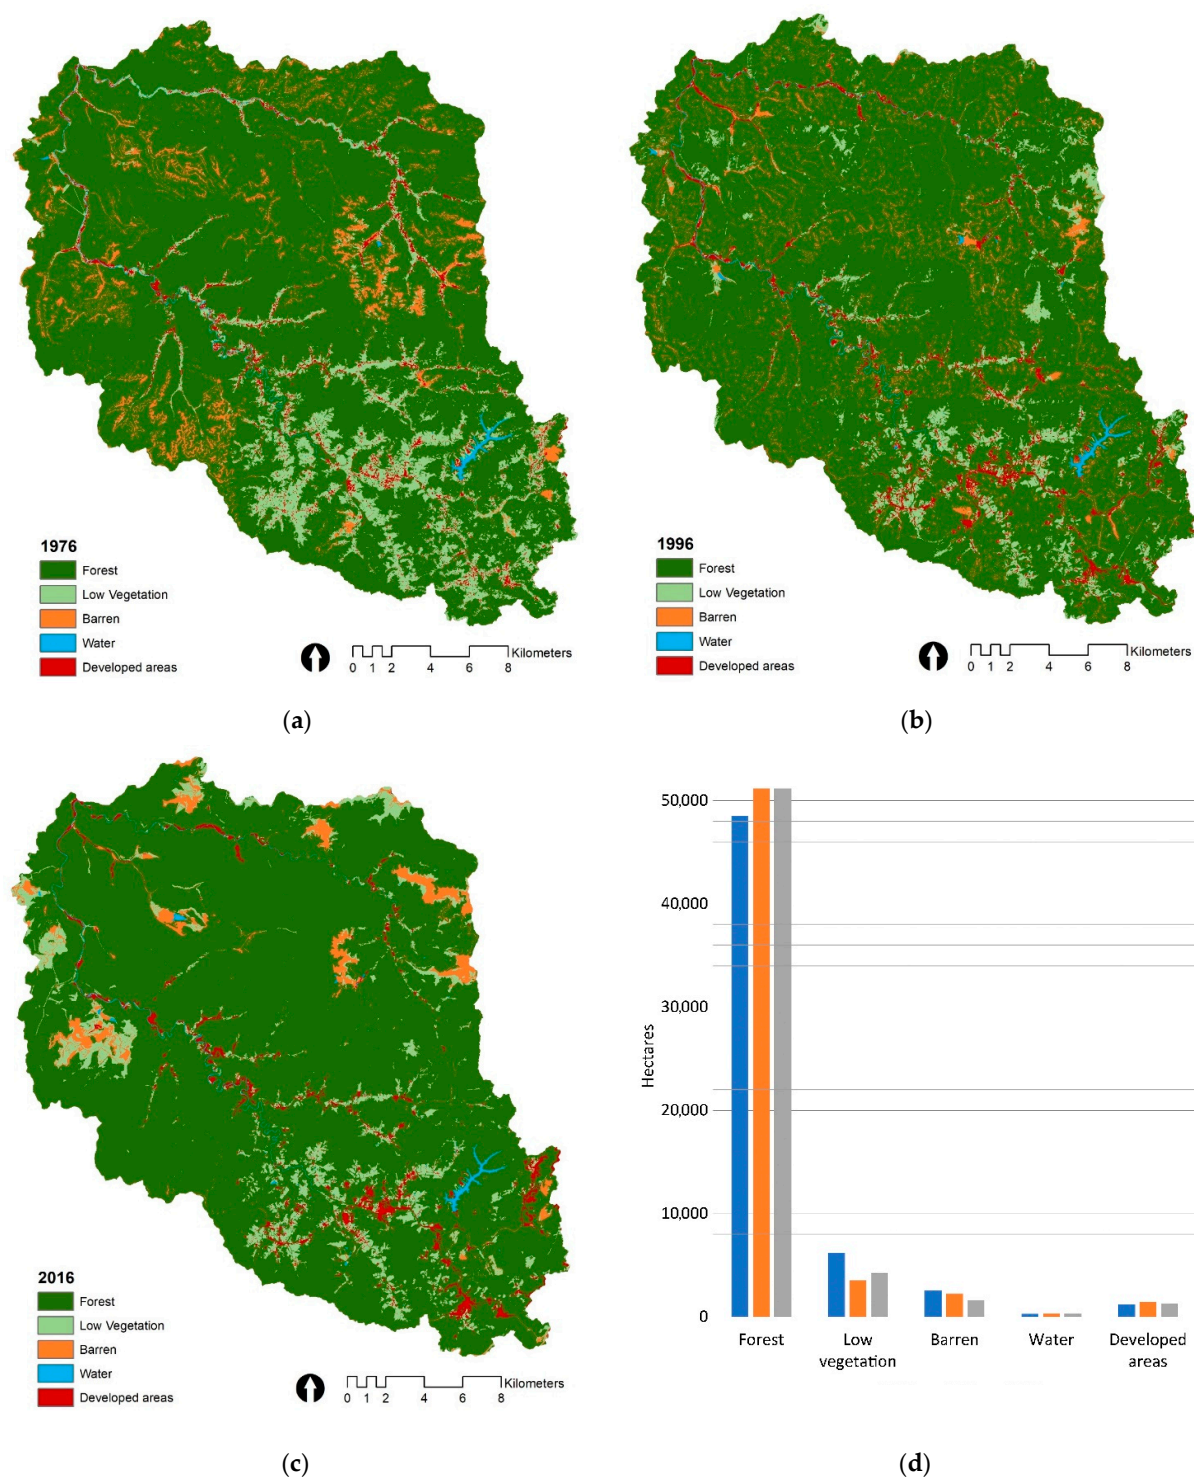 1976
Forest
Low Vegetation
Barren
Water
Developed areas
Kilometers
0 1 2 4 6 8
(a)
1996
Forest
Low Vegetation
Barren
Water
Developed areas
Kilometers
0 1 2 4 6 8
(b)
2016
Forest
Low Vegetation
Barren
Water
Developed areas
Kilometers
0 1 2 4 6 8
(c)
50,000
40,000
30,000
20,000
10,000
0
Hectares
Forest
Low
vegetation
Barren
Water
Developed
areas
(d)